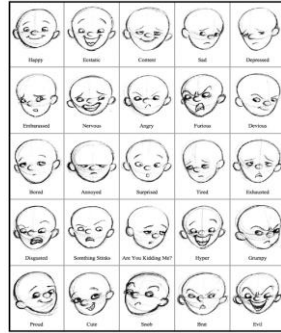 Happy Ecstatic Content Sad Depressed
Embarrassed Nervous Angry Furious Devious
Bored Annoyed Surprised Tired Exhausted
Disgusted Something Stinks Are You Kidding Me? Hyper Grumpy
Proud Cute Snob Brat Evil